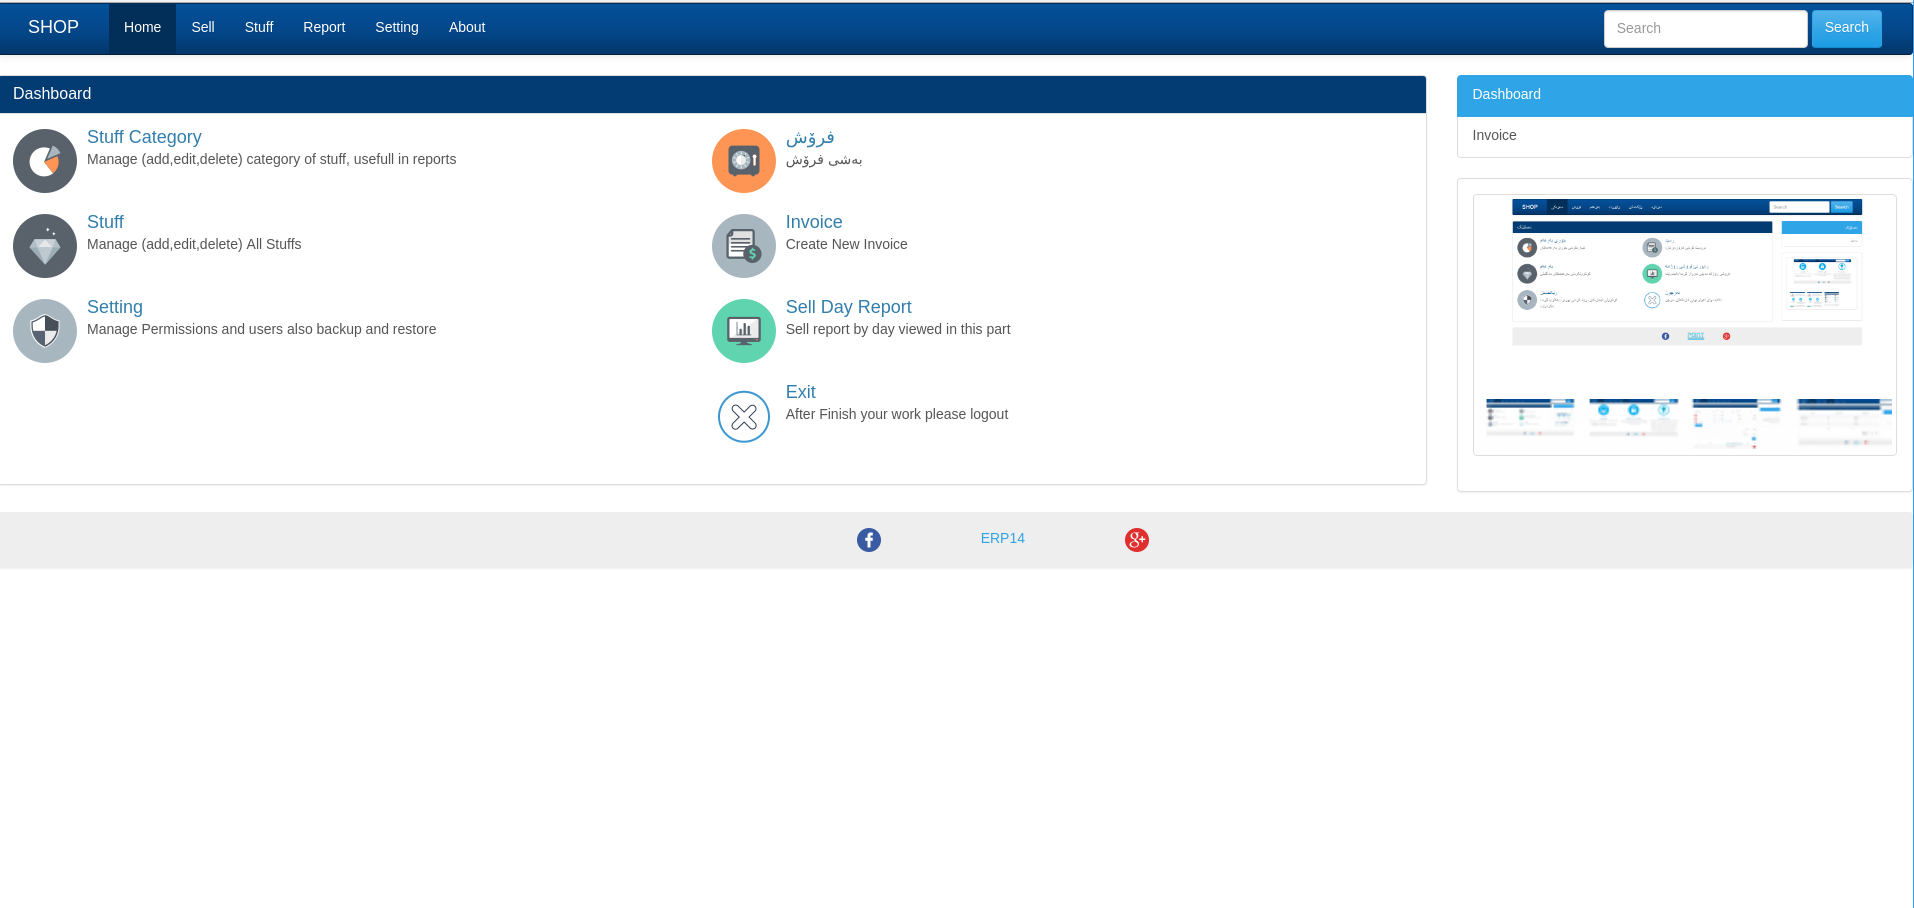 SHOP Home Sell Stuff Report Setting About Search Search
Dashboard
Stuff Category
Manage (add,edit,delete) category of stuff, usefull in reports
Stuff
Manage (add,edit,delete) All Stuffs
Setting
Manage Permissions and users also backup and restore
فرۆش
بەشی فرۆش
Invoice
Create New Invoice
Sell Day Report
Sell report by day viewed in this part
Exit
After Finish your work please logout
Dashboard
Invoice
SHOP Search Search
ERP14